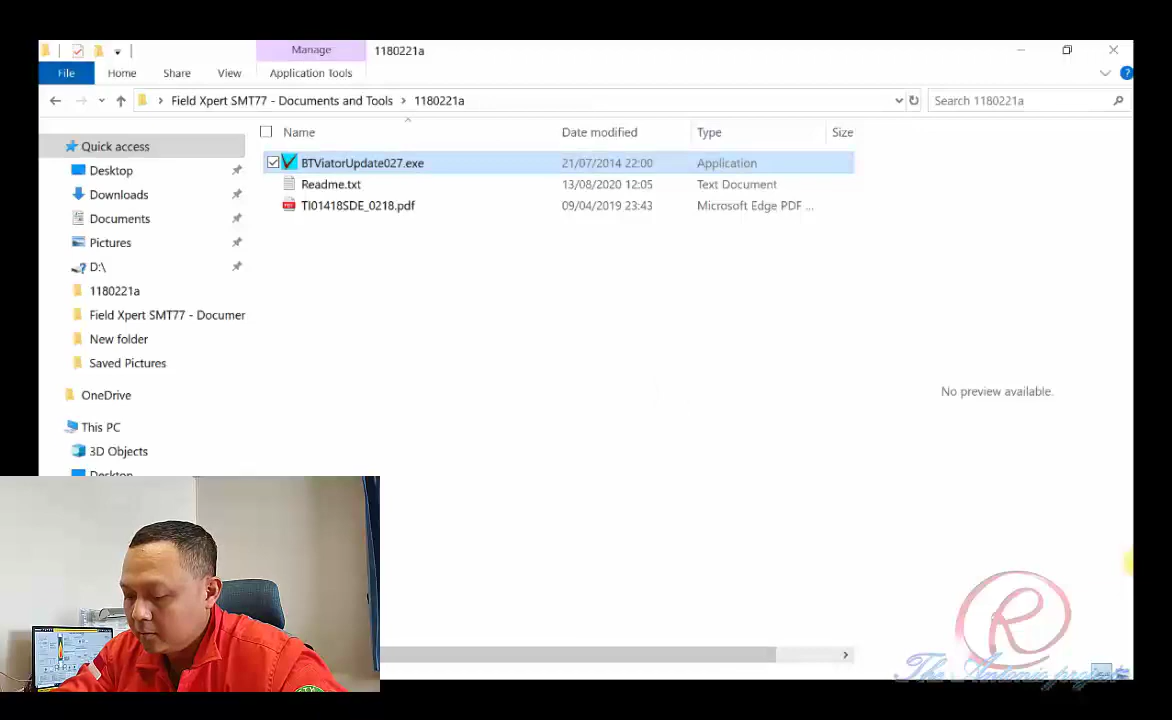 Manage
1180221a
File
Home
Share
View
Application Tools
Field Xpert SMT77 - Documents and Tools
1180221a
Search 1180221a
Name
Date modified
Type
Size
Quick access
BTViatorUpdate027.exe
21/07/2014 22:00
Application
Readme.txt
13/08/2020 12:05
Text Document
TI01418SDE_0218.pdf
09/04/2019 23:43
Microsoft Edge PDF ...
Desktop
Downloads
Documents
Pictures
D:\
1180221a
Field Xpert SMT77 - Documer
New folder
Saved Pictures
OneDrive
This PC
3D Objects
Desktop
No preview available.
R
The Antonio project